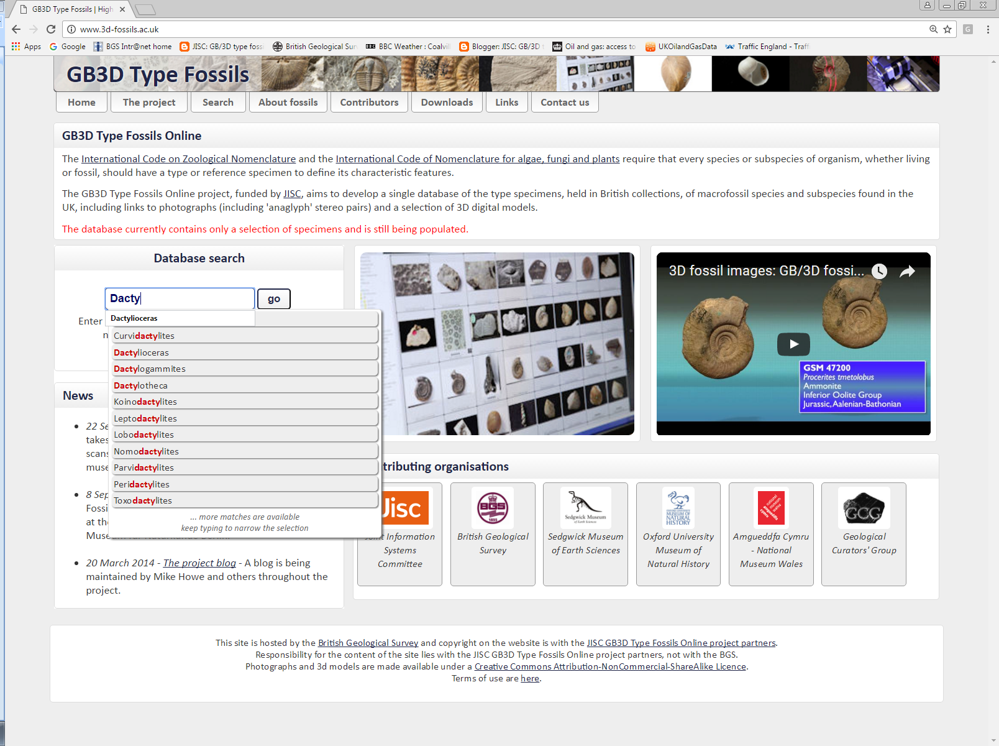 GB3D Type Fossils | High
www.3d-fossils.ac.uk
Apps Google BGS Intr@net home JISC: GB/3D type foss British Geological Sur BBC Weather : Coalvil Blogger: JISC: GB/3D Oil and gas: access to UKOilandGasData Traffic England - Traff
GB3D Type Fossils
Home The project Search About fossils Contributors Downloads Links Contact us
GB3D Type Fossils Online
The International Code on Zoological Nomenclature and the International Code of Nomenclature for algae, fungi and plants require that every species or subspecies of organism, whether living
or fossil, should have a type or reference specimen to define its characteristic features.
The GB3D Type Fossils Online project, funded by JISC, aims to develop a single database of the type specimens, held in British collections, of macrofossil species and subspecies found in the
UK, including links to photographs (including 'anaglyph' stereo pairs) and a selection of 3D digital models.
The database currently contains only a selection of specimens and is still being populated.
Database search
Dacty go
Enter
Dactylioceras
Curvidactylites
Dactylioceras
Dactylogammites
Dactylotheca
Koinodactylites
Leptodactylites
Lobodactylites
Nomodactylites
Parvidactylites
Peridactylites
Toxodactylites
... more matches are available
keep typing to narrow the selection
News
22 Se
takes
scans
muse
8 Sep
Fossi
at the
20 March 2014 - The project blog - A blog is being
maintained by Mike Howe and others throughout the
project.
3D fossil images: GB/3D fossi...
GSM 47200
Procerites tmetolobus
Ammonite
Inferior Oolite Group
Jurassic, Aalenian-Bathonian
tributing organisations
Jisc
Joint Information
Systems
Committee
BGS
1835
British Geological
Survey
Sedgwick Museum
of Earth Sciences
Sedgwick Museum
of Earth Sciences
OXFORD UNIVERSITY
MUSEUM OF
NATURAL
HISTORY
Oxford University
Museum of
Natural History
national
museum
wales
amgueddfa
cymru
Amgueddfa Cymru
- National
Museum Wales
GCG
Geological
Curators' Group
This site is hosted by the British Geological Survey and copyright on the website is with the JISC GB3D Type Fossils Online project partners.
Responsibility for the content of the site lies with the JISC GB3D Type Fossils Online project partners, not with the BGS.
Photographs and 3d models are made available under a Creative Commons Attribution-NonCommercial-ShareAlike Licence.
Terms of use are here.